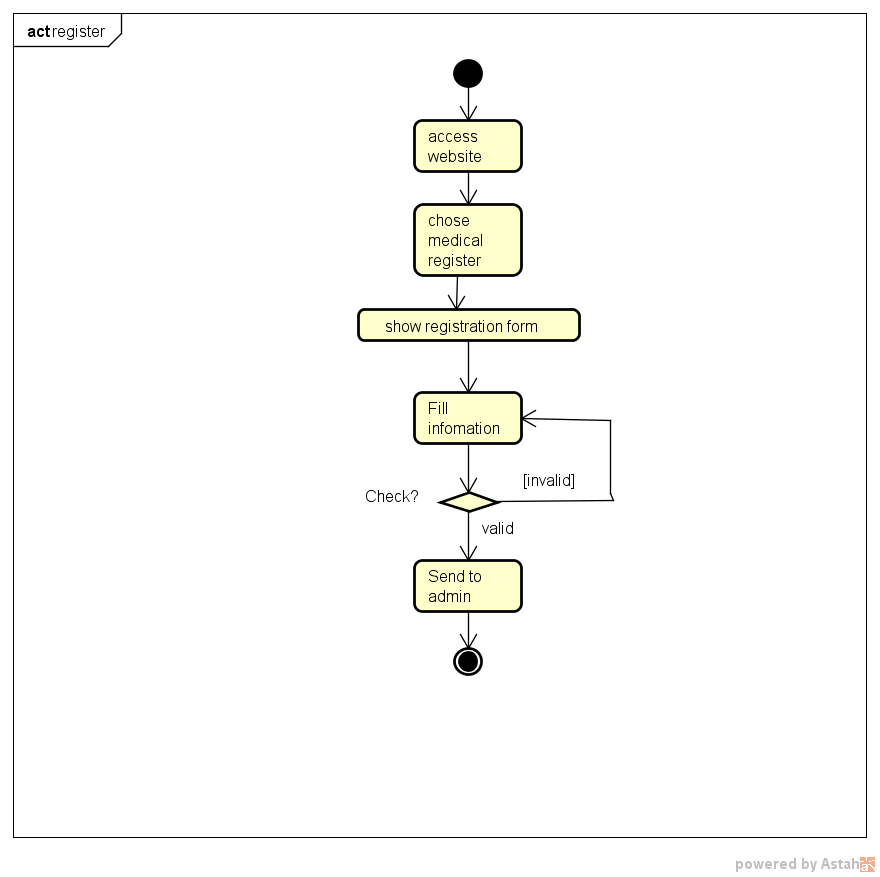 act register
access
website
chose
medical
register
show registration form
Fill
infomation
Check?
[invalid]
valid
Send to
admin
powered by Astah